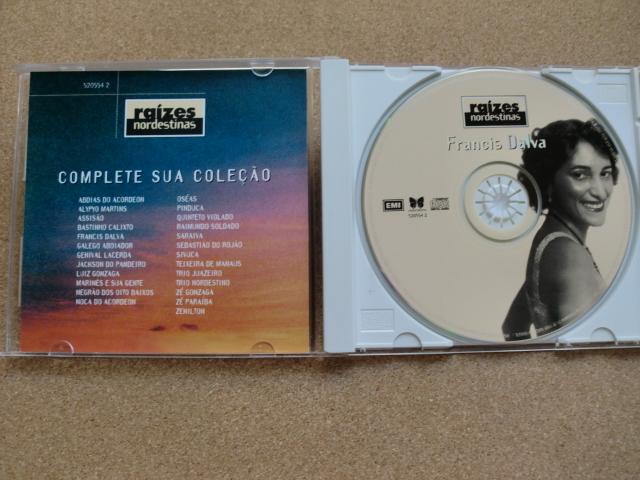 520554 2
raízes
nordestinas
COMPLETE SUA COLEÇÃO
ABDIAS DO ACORDEON
ALYPYO MARTINS
ASSISÃO
BASTINHO CALIXTO
FRANCIS DALVA
GALEGO ABOIADOR
GENIVAL LACERDA
JACKSON DO PANDEIRO
LUIZ GONZAGA
MARINÊS E SUA GENTE
NEGRÃO DOS OITO BAIXOS
NOCA DO ACORDEON
OSÉAS
PINDUCA
QUINTETO VIOLADO
RAIMUNDO SOLDADO
SARAIVA
SEBASTIÃO DO ROJÃO
SIVUCA
TEIXEIRA DE MANAUS
TRIO JUAZEIRO
TRIO NORDESTINO
ZÉ GONZAGA
ZÉ PARAÍBA
ZENILTON
raízes
nordestinas
Francis Dalva
EMI
520554 2